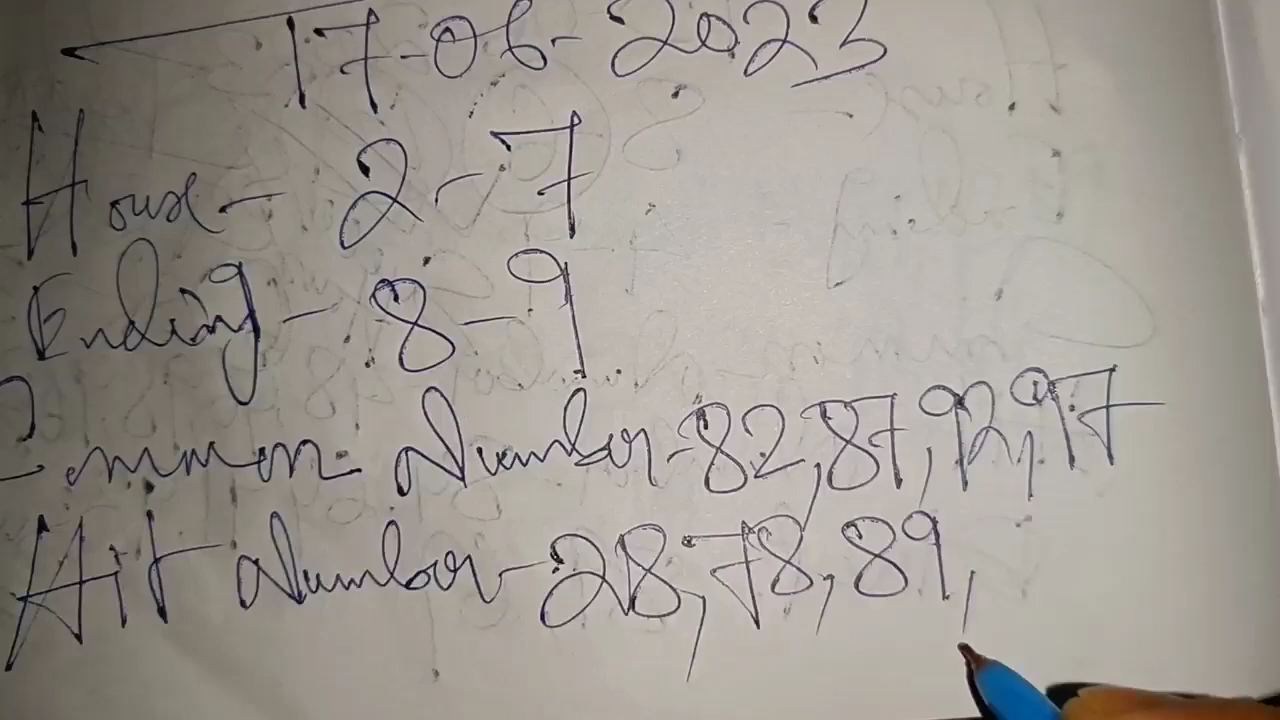 17-06-2023
House - 2 - 7
Ending - 8 - 9
Common Number - 82, 87, 92, 97
Hit Number - 28, 78, 89,